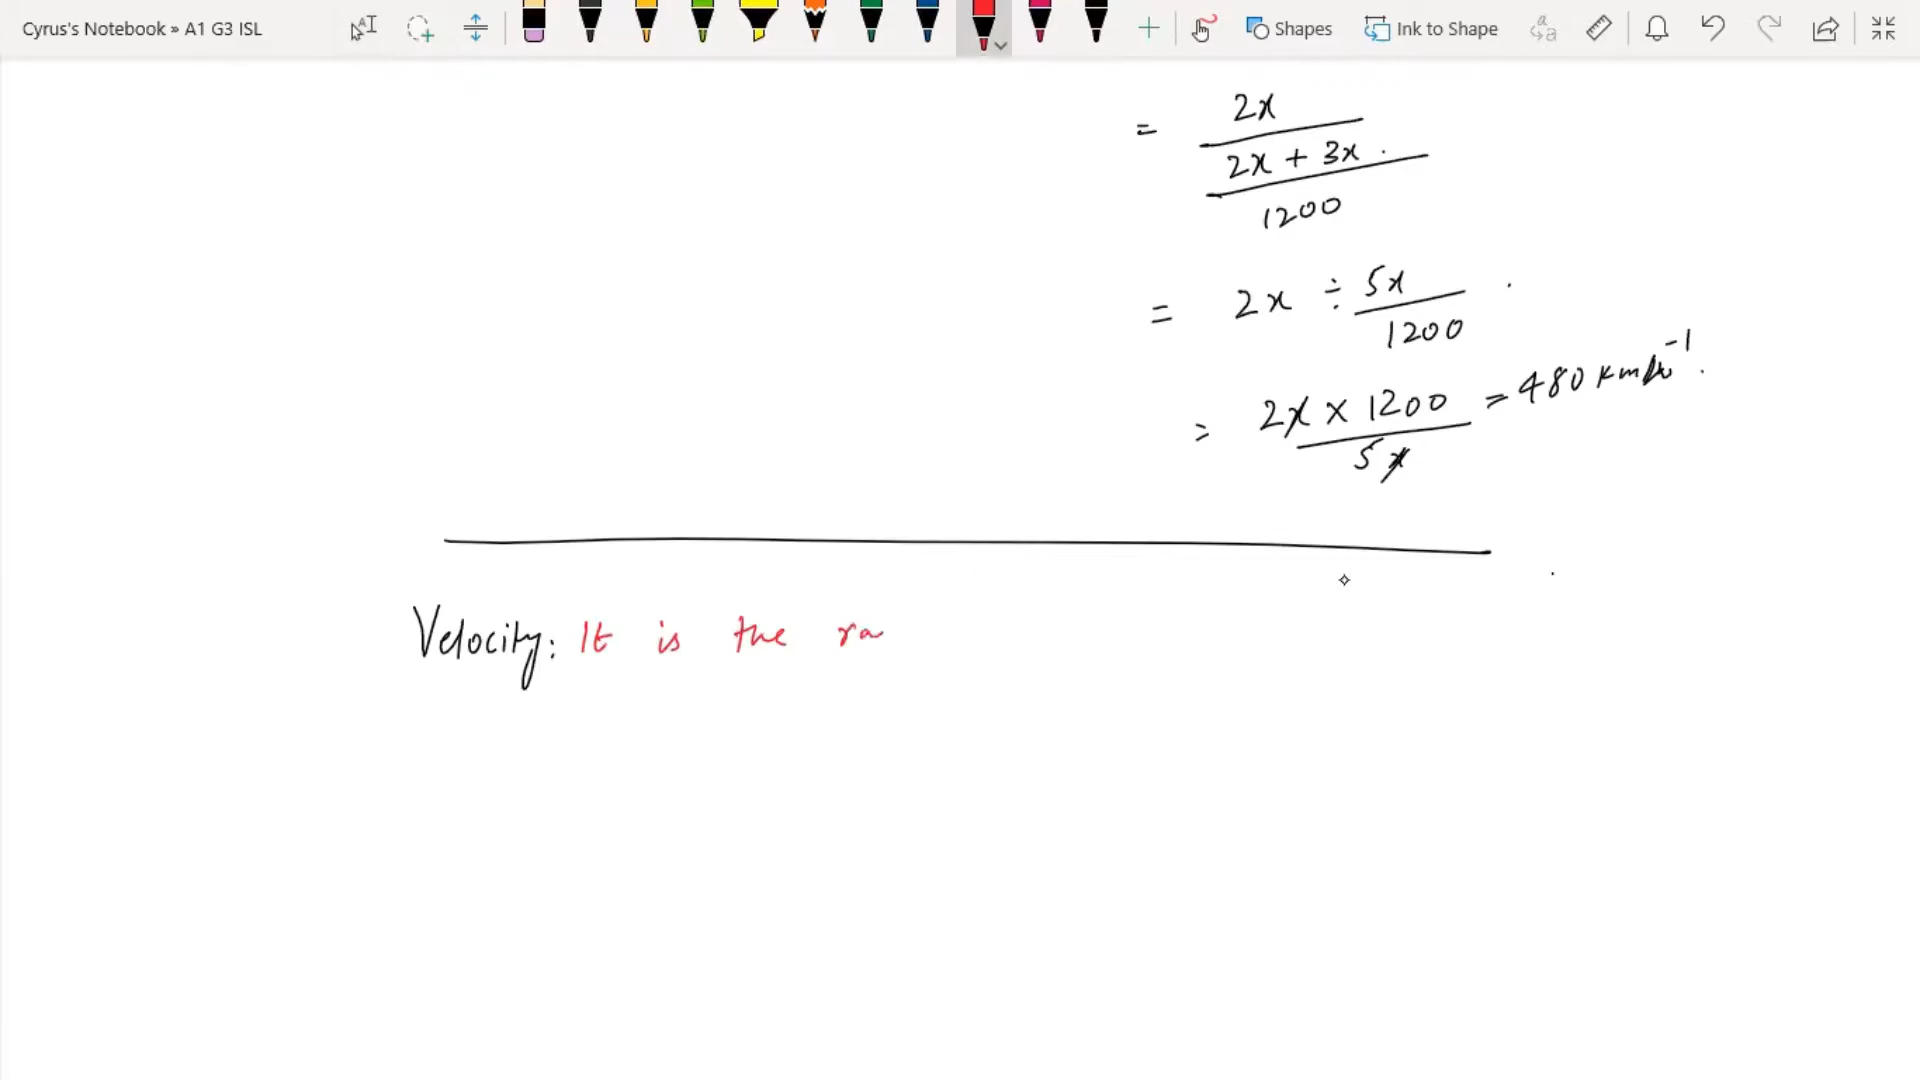 Cyrus's Notebook » A1 G3 ISL
Shapes
Ink to Shape
= 2x
2x + 3x
1200
= 2x ÷ 5x
1200
= 2x × 1200 = 480 kmh⁻¹.
5x
Velocity: It is the ra